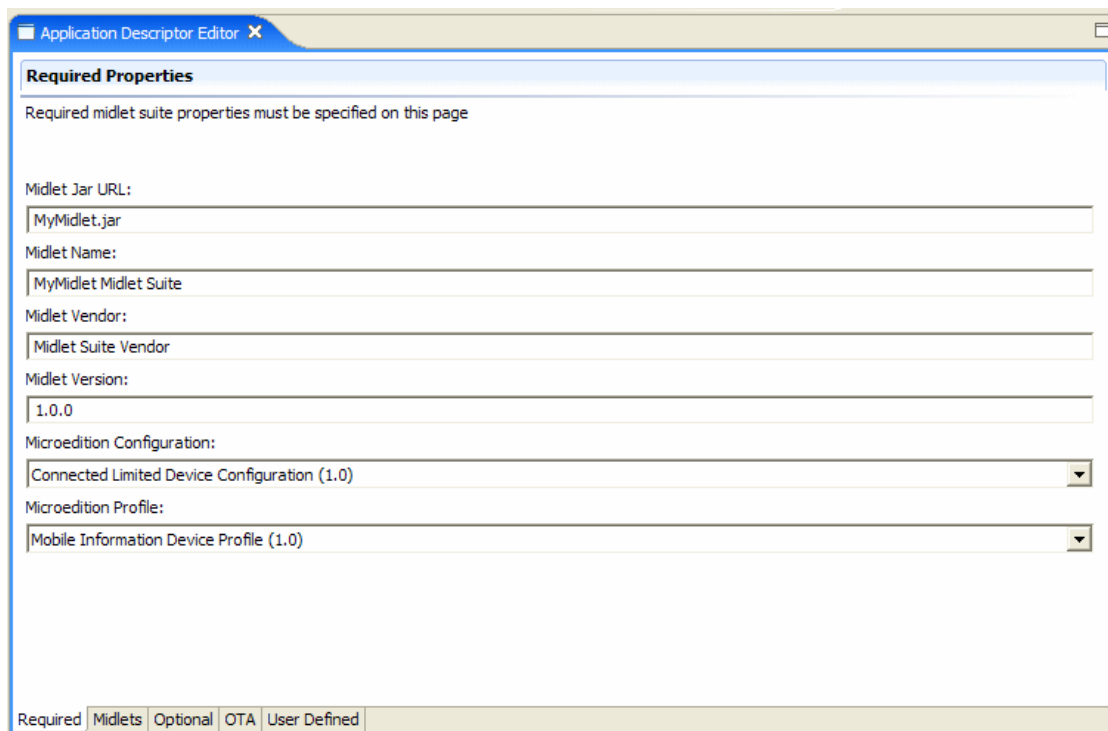 Application Descriptor Editor
Required Properties
Required midlet suite properties must be specified on this page
Midlet Jar URL:
MyMidlet.jar
Midlet Name:
MyMidlet Midlet Suite
Midlet Vendor:
Midlet Suite Vendor
Midlet Version:
1.0.0
Microedition Configuration:
Connected Limited Device Configuration (1.0)
Microedition Profile:
Mobile Information Device Profile (1.0)
Required Midlets Optional OTA User Defined